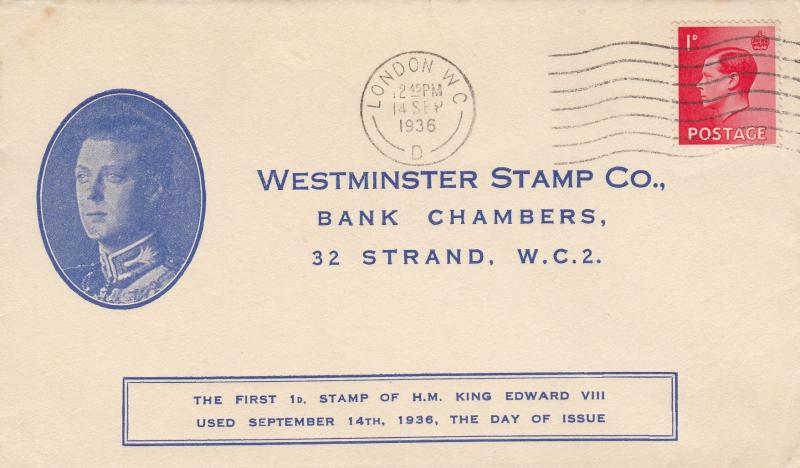 LONDON W.C.
12 45 PM
14 SEP
1936
D
1D
POSTAGE
WESTMINSTER STAMP CO.,
BANK CHAMBERS,
32 STRAND, W.C.2.
THE FIRST 1D. STAMP OF H.M. KING EDWARD VIII
USED SEPTEMBER 14TH, 1936, THE DAY OF ISSUE